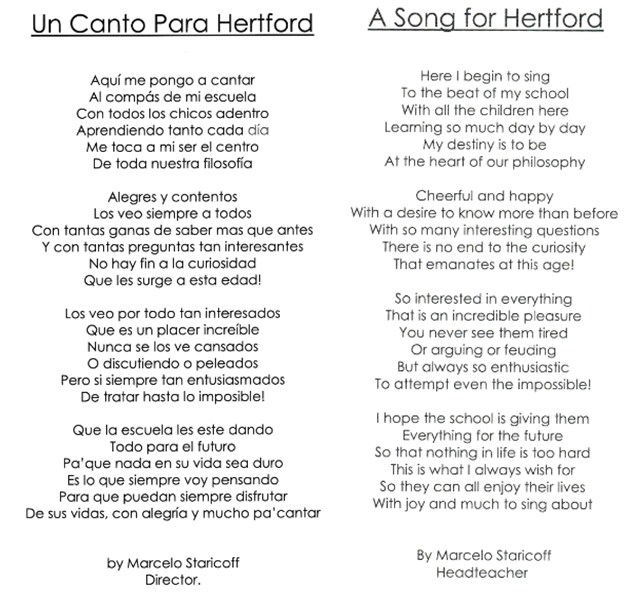 Un Canto Para Hertford
Aquí me pongo a cantar
Al compás de mi escuela
Con todos los chicos adentro
Aprendiendo tanto cada día
Me toca a mi ser el centro
De toda nuestra filosofía
Alegres y contentos
Los veo siempre a todos
Con tantas ganas de saber mas que antes
Y con tantas preguntas tan interesantes
No hay fin a la curiosidad
Que les surge a esta edad!
Los veo por todo tan interesados
Que es un placer increíble
Nunca se los ve cansados
O discutiendo o peleados
Pero si siempre tan entusiasmados
De tratar hasta lo imposible!
Que la escuela les este dando
Todo para el futuro
Pa'que nada en su vida sea duro
Es lo que siempre voy pensando
Para que puedan siempre disfrutar
De sus vidas, con alegría y mucho pa'cantar
by Marcelo Staricoff
Director.
A Song for Hertford
Here I begin to sing
To the beat of my school
With all the children here
Learning so much day by day
My destiny is to be
At the heart of our philosophy
Cheerful and happy
With a desire to know more than before
With so many interesting questions
There is no end to the curiosity
That emanates at this age!
So interested in everything
That is an incredible pleasure
You never see them tired
Or arguing or feuding
But always so enthusiastic
To attempt even the impossible!
I hope the school is giving them
Everything for the future
So that nothing in life is too hard
This is what I always wish for
So they can all enjoy their lives
With joy and much to sing about
By Marcelo Staricoff
Headteacher